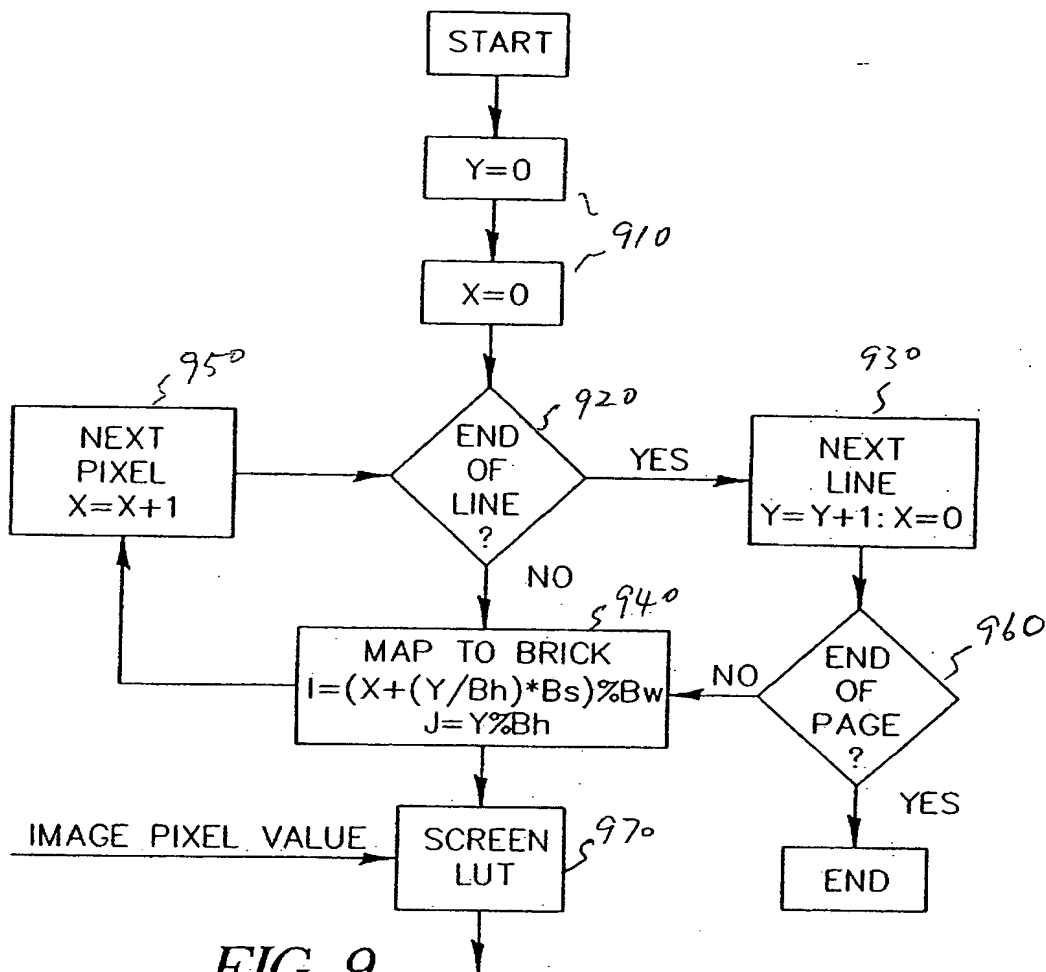 START
Y=0
910
X=0
950
NEXT
PIXEL
X=X+1
920
END
OF
LINE
?
YES
930
NEXT
LINE
Y=Y+1: X=0
NO
940
MAP TO BRICK
I=(X+(Y/Bh)*Bs)%Bw
J=Y%Bh
NO
960
END
OF
PAGE
?
YES
END
IMAGE PIXEL VALUE
SCREEN
LUT
970
FIG. 9